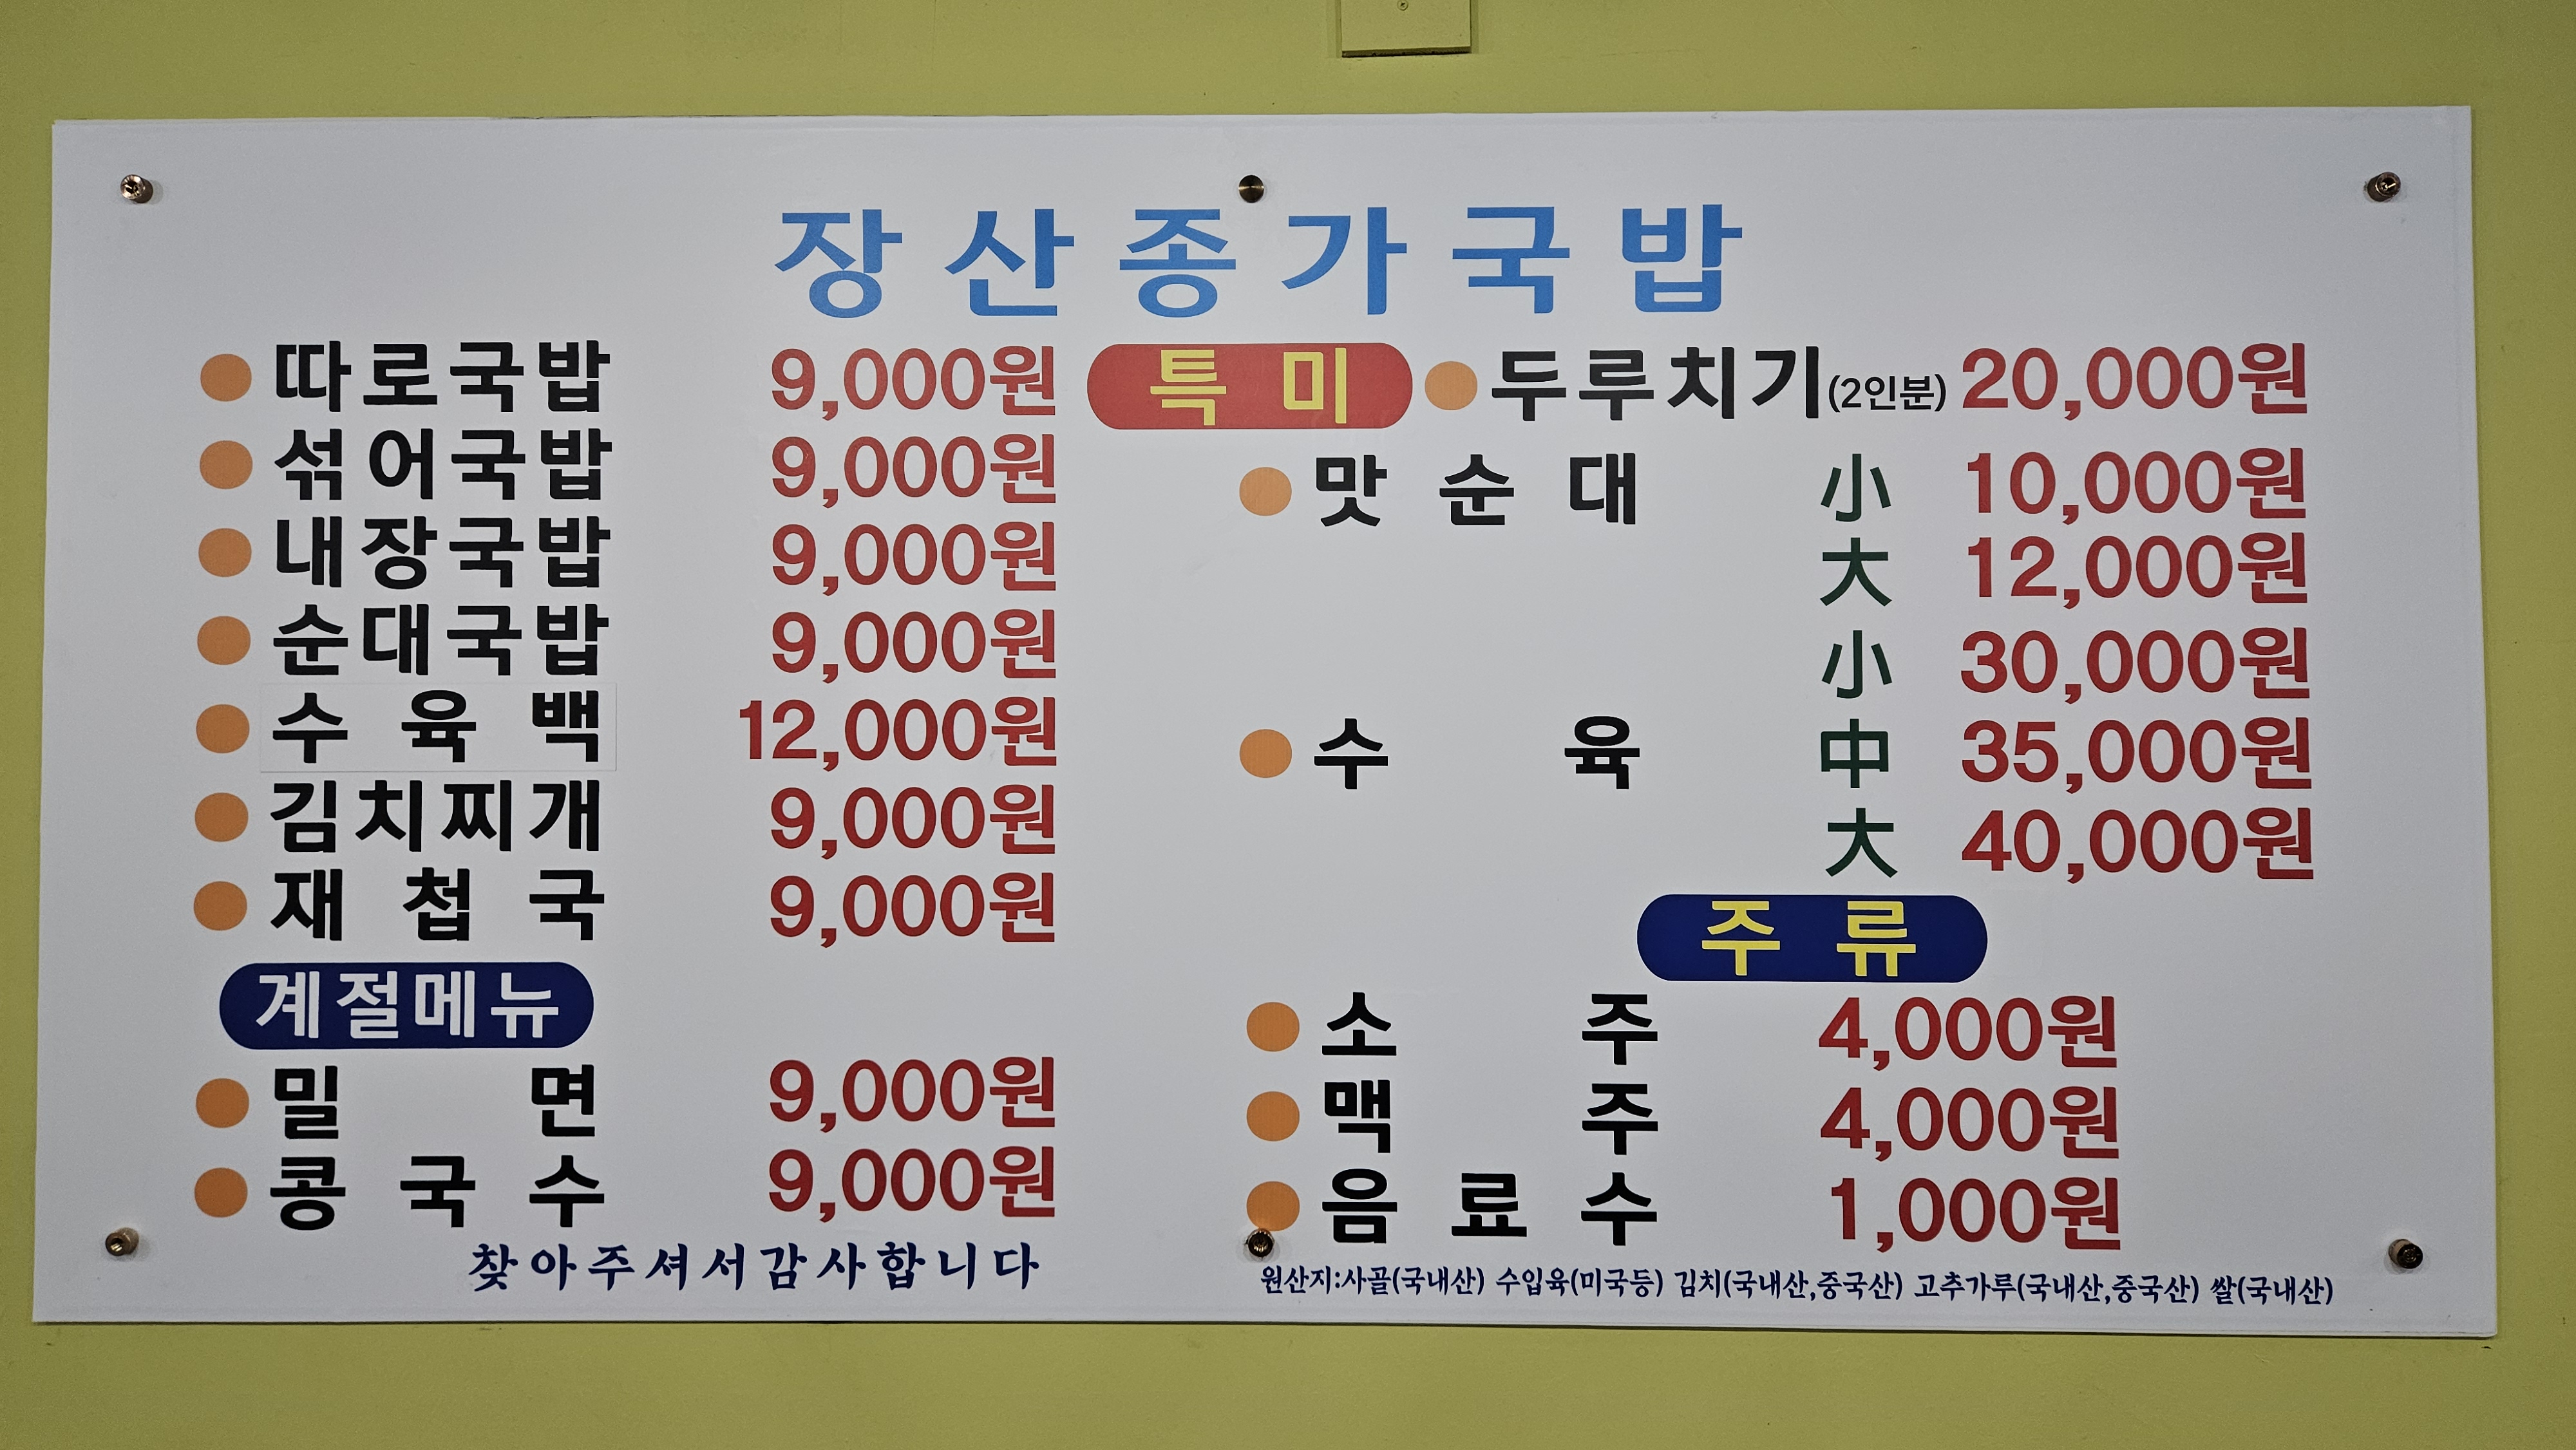 장산종가국밥
따로국밥 9,000원
섞어국밥 9,000원
내장국밥 9,000원
순대국밥 9,000원
수육백 12,000원
김치찌개 9,000원
재첩국 9,000원
계절메뉴
밀면 9,000원
콩국수 9,000원
찾아주셔서감사합니다
특미 두루치기(2인분) 20,000원
맛순대 小 10,000원
大 12,000원
小 30,000원
수육 中 35,000원
大 40,000원
주류
소주 4,000원
맥주 4,000원
음료수 1,000원
원산지:사골(국내산) 수입육(미국등) 김치(국내산,중국산) 고추가루(국내산,중국산) 쌀(국내산)